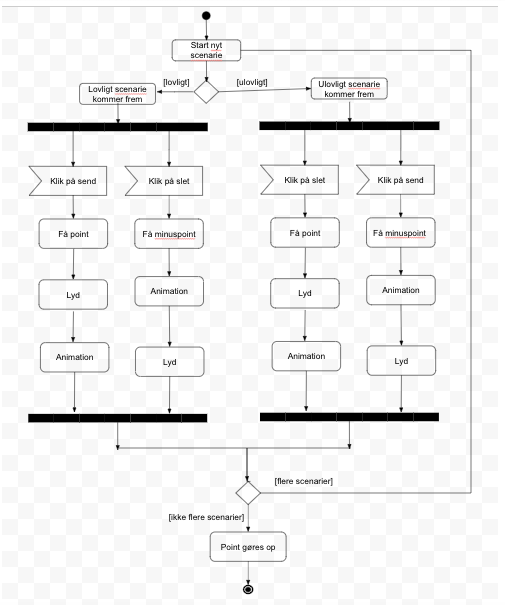 Start nyt
scenarie
[lovligt]
[ulovligt]
Lovligt scenarie
kommer frem
Ulovligt scenarie
kommer frem
Klik på send
Klik på slet
Klik på slet
Klik på send
Få point
Få minuspoint
Få point
Få minuspoint
Lyd
Animation
Lyd
Animation
Animation
Lyd
Animation
Lyd
[flere scenarier]
[ikke flere scenarier]
Point gøres op